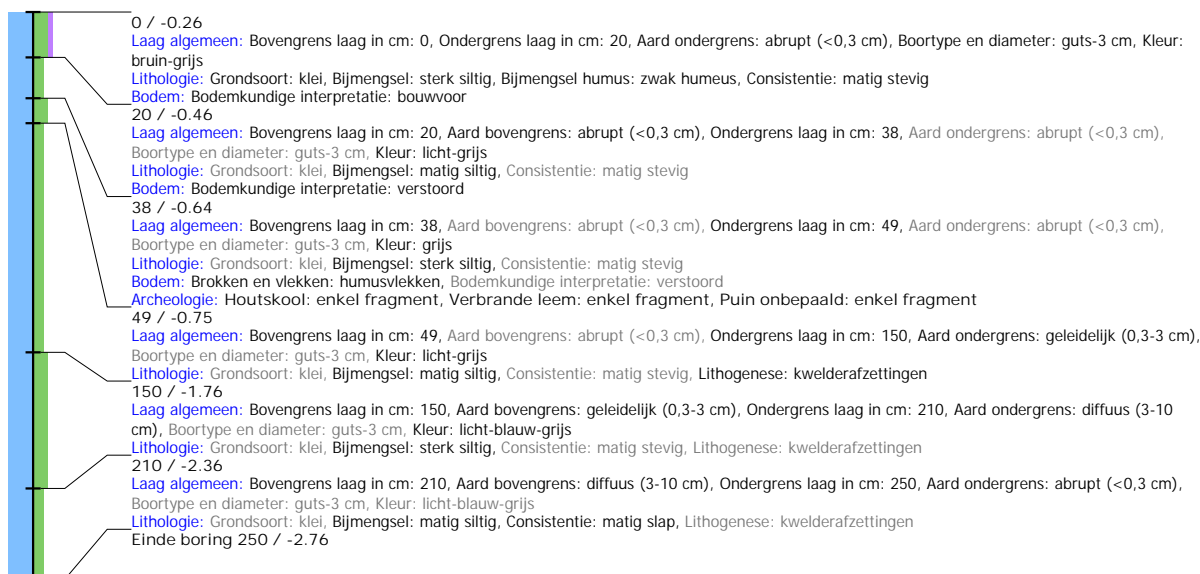 0 / -0.26
Laag algemeen: Bovengrens laag in cm: 0, Ondergrens laag in cm: 20, Aard ondergrens: abrupt (<0,3 cm), Boortype en diameter: guts-3 cm, Kleur:
bruin-grijs
Lithologie: Grondsoort: klei, Bijmengsel: sterk siltig, Bijmengsel humus: zwak humeus, Consistentie: matig stevig
Bodem: Bodemkundige interpretatie: bouwvoor
20 / -0.46
Laag algemeen: Bovengrens laag in cm: 20, Aard bovengrens: abrupt (<0,3 cm), Ondergrens laag in cm: 38, Aard ondergrens: abrupt (<0,3 cm),
Boortype en diameter: guts-3 cm, Kleur: licht-grijs
Lithologie: Grondsoort: klei, Bijmengsel: matig siltig, Consistentie: matig stevig
Bodem: Bodemkundige interpretatie: verstoord
38 / -0.64
Laag algemeen: Bovengrens laag in cm: 38, Aard bovengrens: abrupt (<0,3 cm), Ondergrens laag in cm: 49, Aard ondergrens: abrupt (<0,3 cm),
Boortype en diameter: guts-3 cm, Kleur: grijs
Lithologie: Grondsoort: klei, Bijmengsel: sterk siltig, Consistentie: matig stevig
Bodem: Brokken en vlekken: humusvlekken, Bodemkundige interpretatie: verstoord
Archeologie: Houtskool: enkel fragment, Verbrande leem: enkel fragment, Puin onbepaald: enkel fragment
49 / -0.75
Laag algemeen: Bovengrens laag in cm: 49, Aard bovengrens: abrupt (<0,3 cm), Ondergrens laag in cm: 150, Aard ondergrens: geleidelijk (0,3-3 cm),
Boortype en diameter: guts-3 cm, Kleur: licht-grijs
Lithologie: Grondsoort: klei, Bijmengsel: matig siltig, Consistentie: matig stevig, Lithogenese: kwelderafzettingen
150 / -1.76
Laag algemeen: Bovengrens laag in cm: 150, Aard bovengrens: geleidelijk (0,3-3 cm), Ondergrens laag in cm: 210, Aard ondergrens: diffuus (3-10
cm), Boortype en diameter: guts-3 cm, Kleur: licht-blauw-grijs
Lithologie: Grondsoort: klei, Bijmengsel: sterk siltig, Consistentie: matig stevig, Lithogenese: kwelderafzettingen
210 / -2.36
Laag algemeen: Bovengrens laag in cm: 210, Aard bovengrens: diffuus (3-10 cm), Ondergrens laag in cm: 250, Aard ondergrens: abrupt (<0,3 cm),
Boortype en diameter: guts-3 cm, Kleur: licht-blauw-grijs
Lithologie: Grondsoort: klei, Bijmengsel: matig siltig, Consistentie: matig slap, Lithogenese: kwelderafzettingen
Einde boring 250 / -2.76